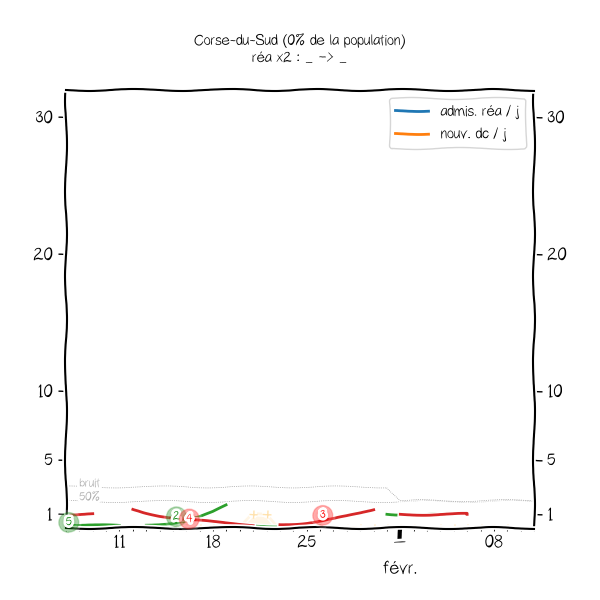 Corse-du-Sud (0% de la population)
réa x2 : _ -> _
admis. réa / j
nouv. dc / j
30 30
20 20
10 10
5 5
bruit
50%
1 1
5 2 4 3
11 18 25 _ 08
févr.